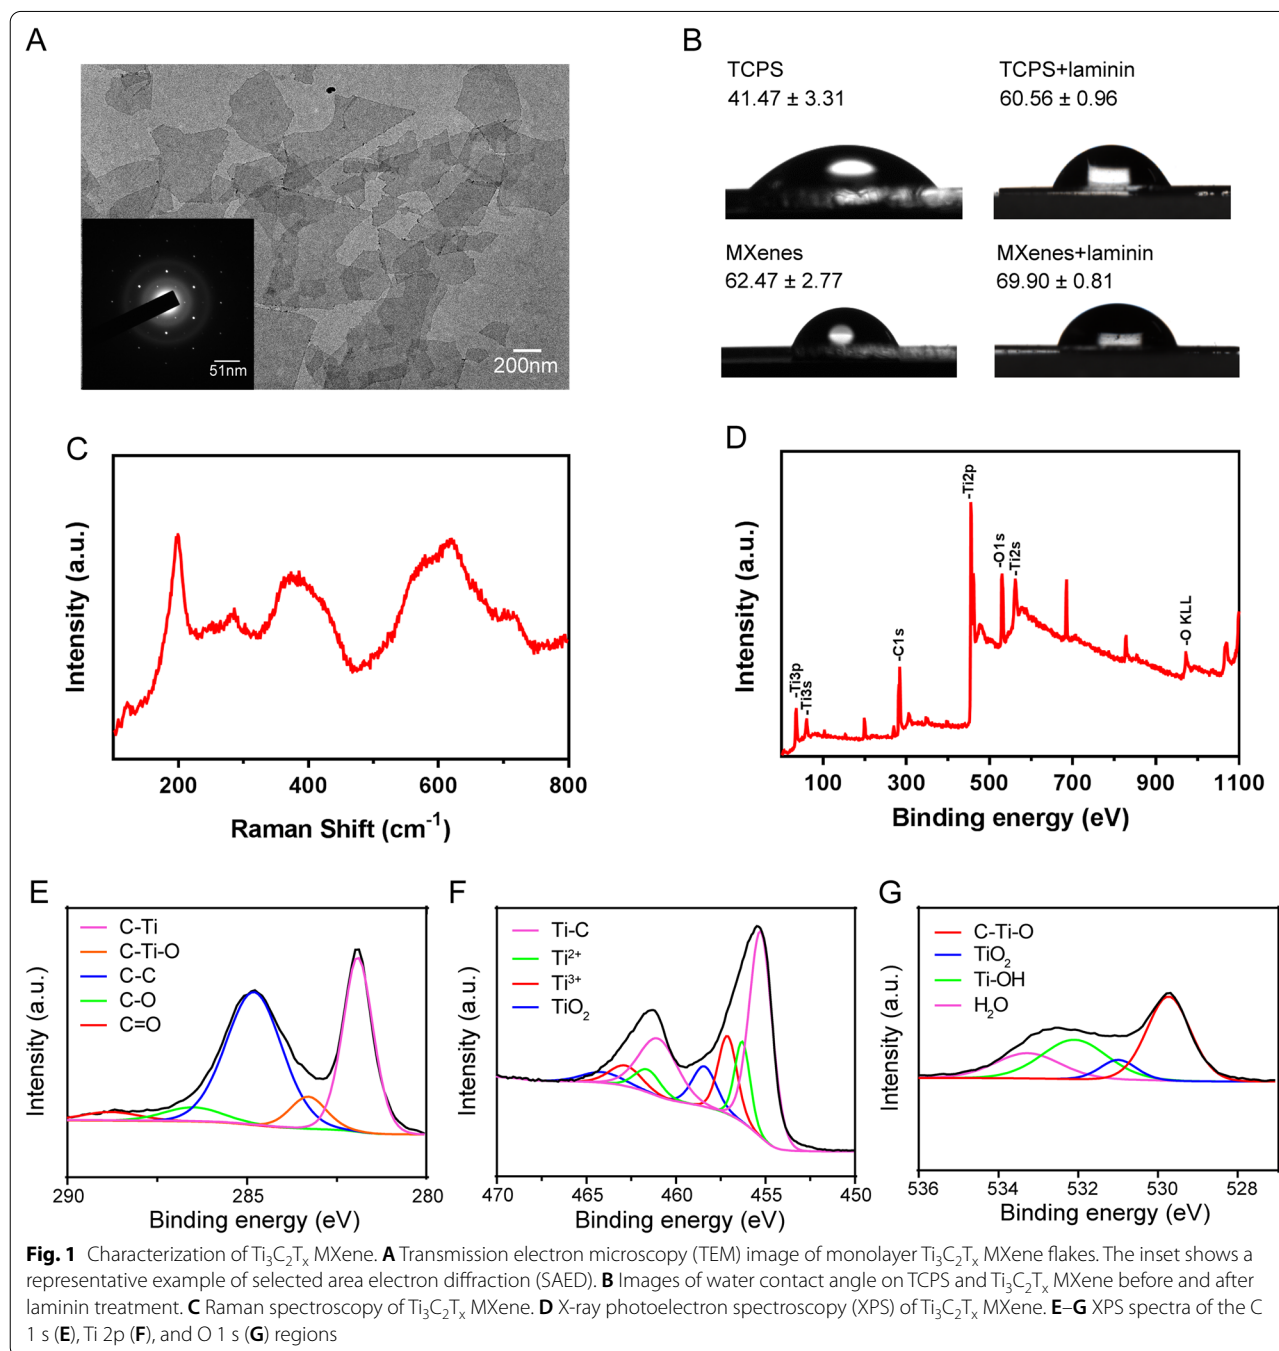 A
200nm
51nm
B
TCPS
41.47 ± 3.31
TCPS+laminin
60.56 ± 0.96
MXenes
62.47 ± 2.77
MXenes+laminin
69.90 ± 0.81
C
Intensity (a.u.)
200 400 600 800
Raman Shift (cm⁻¹)
D
Intensity (a.u.)
-Ti3p
-Ti3s
-C1s
-Ti2p
-O1s
-Ti2s
-O KLL
100 300 500 700 900 1100
Binding energy (eV)
E
C-Ti
C-Ti-O
C-C
C-O
C=O
Intensity (a.u.)
290 285 280
Binding energy (eV)
F
Ti-C
Ti²⁺
Ti³⁺
TiO₂
Intensity (a.u.)
470 465 460 455 450
Binding energy (eV)
G
C-Ti-O
TiO₂
Ti-OH
H₂O
Intensity (a.u.)
536 534 532 530 528
Binding energy (eV)
Fig. 1 Characterization of Ti₃C₂Tₓ MXene. A Transmission electron microscopy (TEM) image of monolayer Ti₃C₂Tₓ MXene flakes. The inset shows a
representative example of selected area electron diffraction (SAED). B Images of water contact angle on TCPS and Ti₃C₂Tₓ MXene before and after
laminin treatment. C Raman spectroscopy of Ti₃C₂Tₓ MXene. D X-ray photoelectron spectroscopy (XPS) of Ti₃C₂Tₓ MXene. E–G XPS spectra of the C
1 s (E), Ti 2p (F), and O 1 s (G) regions